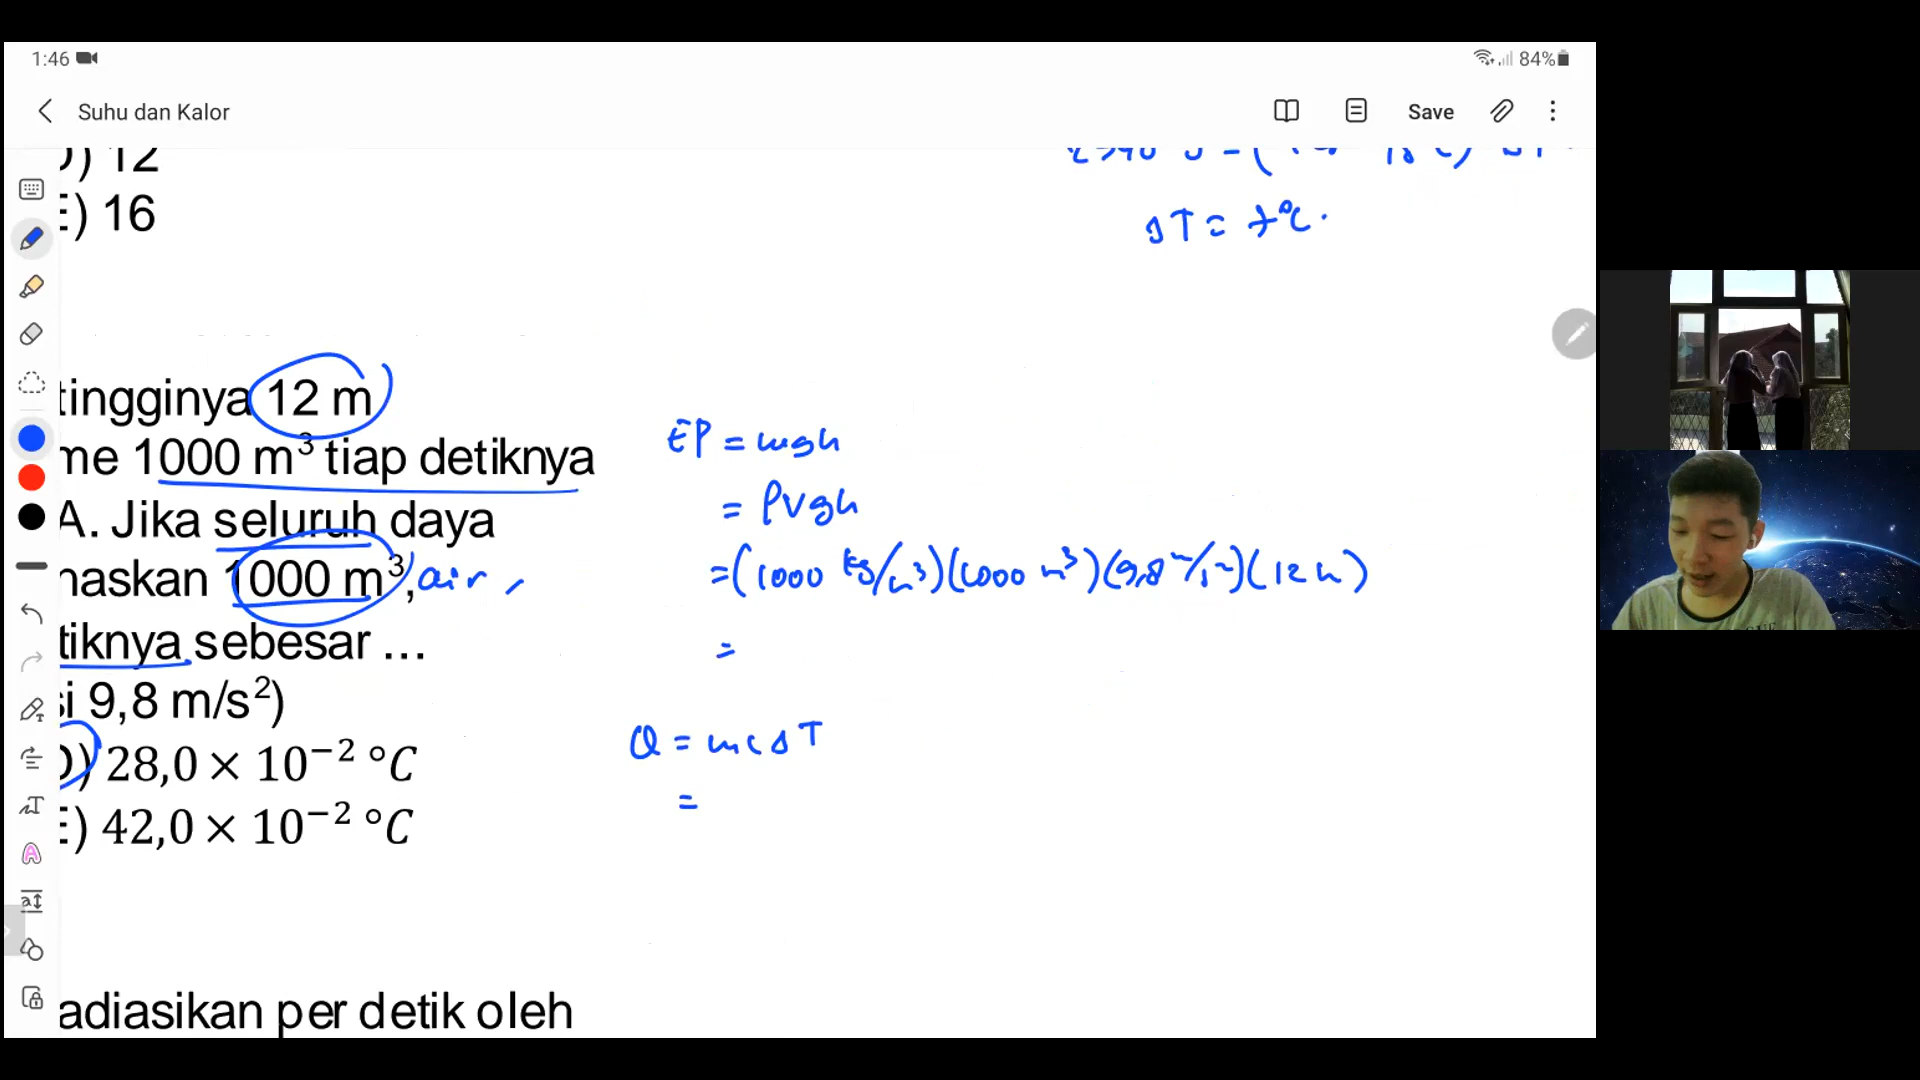 1:46
84%
Suhu dan Kalor
Save
D) 12
E) 16
ΔT = 7°C.
tingginya 12 m
me 1000 m³ tiap detiknya
A. Jika seluruh daya
naskan 1000 m³, air,
tiknya sebesar ...
si 9,8 m/s²)
D) 28,0 × 10⁻² °C
E) 42,0 × 10⁻² °C
EP = mgh
= ρVgh
= (1000 kg/m³)(1000 m³)(9,8 m/s²)(12 m)
=
Q = mcΔT
=
adiasikan per detik oleh